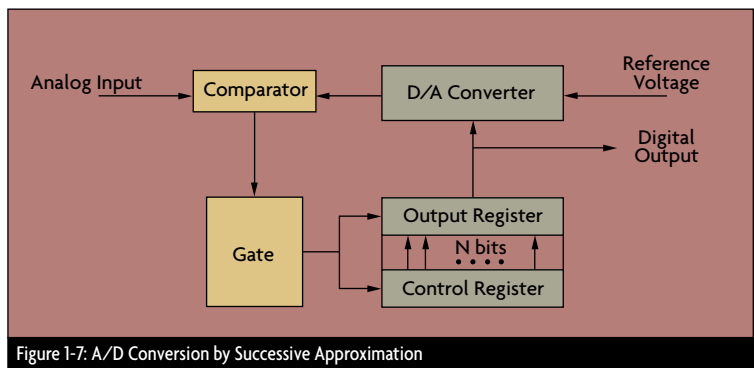 Analog Input
Comparator
D/A Converter
Reference
Voltage
Digital
Output
Gate
Output Register
N bits
Control Register
Figure 1-7: A/D Conversion by Successive Approximation